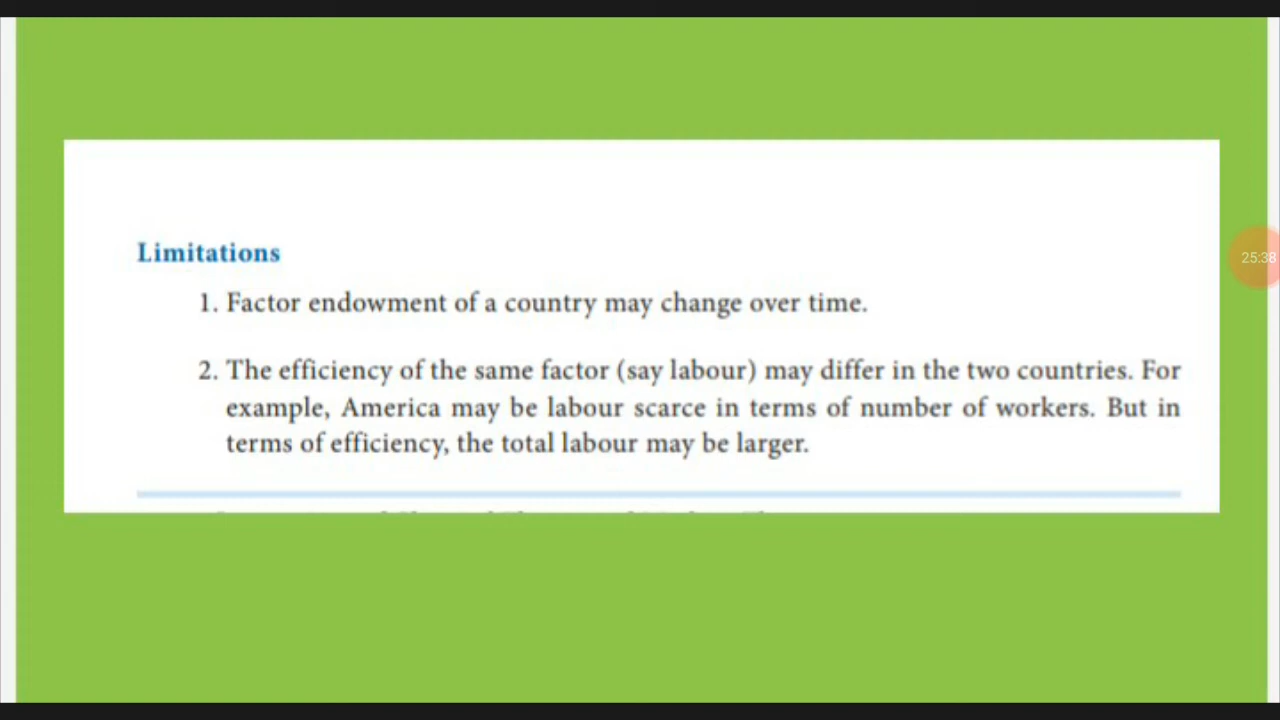 Limitations
1. Factor endowment of a country may change over time.
2. The efficiency of the same factor (say labour) may differ in the two countries. For
example, America may be labour scarce in terms of number of workers. But in
terms of efficiency, the total labour may be larger.
25:38